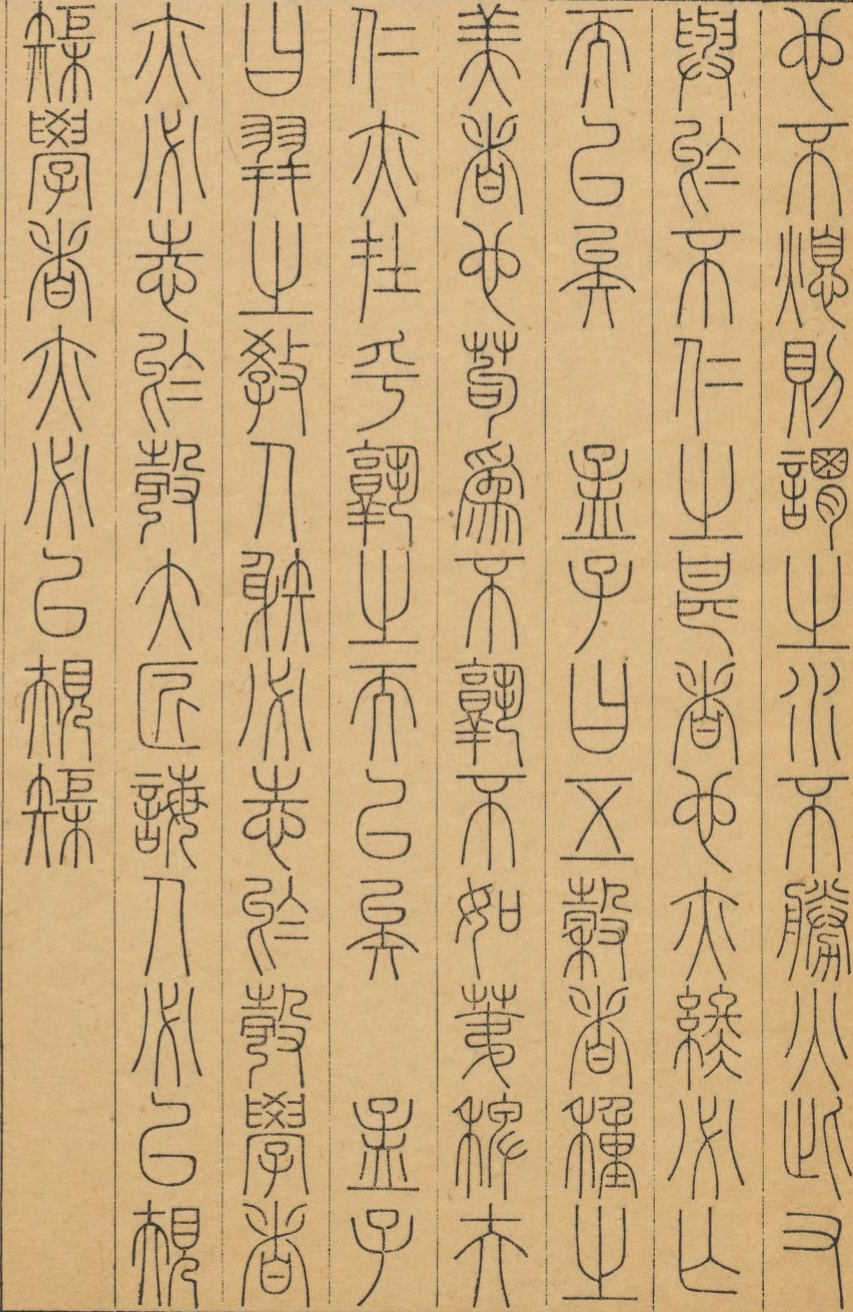 也不熄則謂之水不勝火此又
與於不仁之甚者也亦終必亡
而已矣　孟子曰五穀者種之
美者也苟為不孰不如荑稗夫
仁亦在乎孰之而已矣　孟子
曰羿之教人射必志於彀學者
亦必志於彀大匠誨人必以規
矩學者亦必以規矩